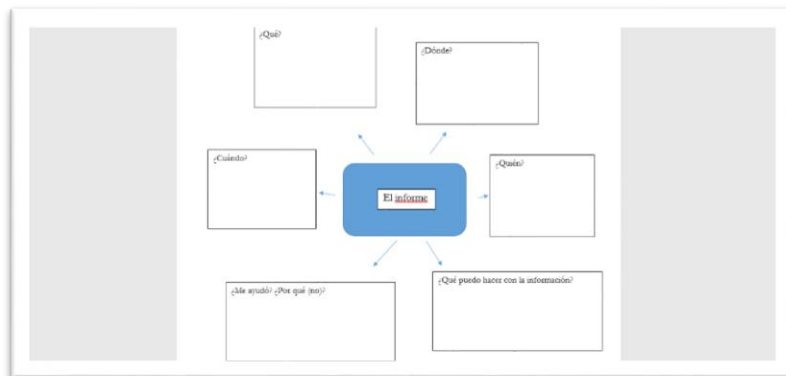 ¿Qué?
¿Dónde?
¿Cuándo?
¿Quién?
El informe
¿Me ayudó? ¿Por qué (no)?
¿Qué puedo hacer con la información?